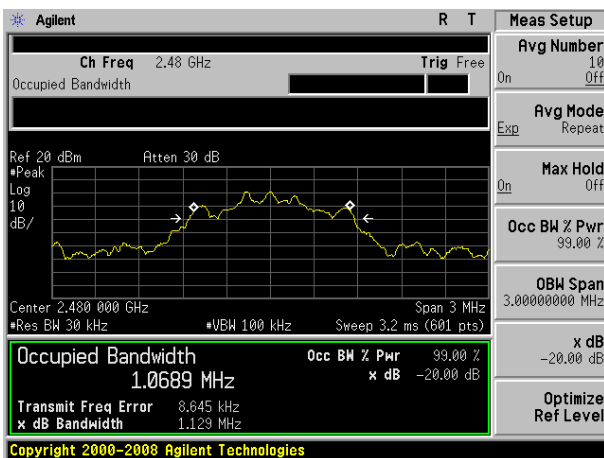 Agilent R T
Meas Setup
Ch Freq 2.48 GHz Trig Free
Occupied Bandwidth
Ref 20 dBm Atten 30 dB
#Peak
Log
10
dB/
Center 2.480 000 GHz Span 3 MHz
#Res BW 30 kHz #VBW 100 kHz Sweep 3.2 ms (601 pts)
Occupied Bandwidth Occ BW % Pwr 99.00 %
1.0689 MHz x dB -20.00 dB
Transmit Freq Error 8.645 kHz
x dB Bandwidth 1.129 MHz
Copyright 2000-2008 Agilent Technologies
Avg Number
10
On Off
Avg Mode
Exp Repeat
Max Hold
On Off
Occ BW % Pwr
99.00 %
OBW Span
3.00000000 MHz
x dB
-20.00 dB
Optimize
Ref Level